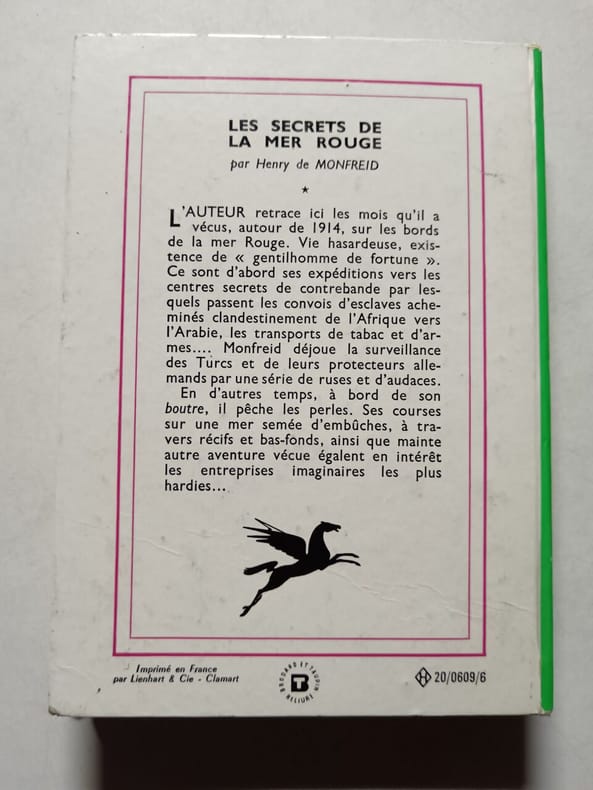 LES SECRETS DE
LA MER ROUGE
par Henry de MONFREID
★
L'AUTEUR retrace ici les mois qu'il a
vécus, autour de 1914, sur les bords
de la mer Rouge. Vie hasardeuse, exis-
tence de « gentilhomme de fortune ».
Ce sont d'abord ses expéditions vers les
centres secrets de contrebande par les-
quels passent les convois d'esclaves ache-
minés clandestinement de l'Afrique vers
l'Arabie, les transports de tabac et d'ar-
mes.... Monfreid déjoue la surveillance
des Turcs et de leurs protecteurs alle-
mands par une série de ruses et d'audaces.
En d'autres temps, à bord de son
boutre, il pêche les perles. Ses courses
sur une mer semée d'embûches, à tra-
vers récifs et bas-fonds, ainsi que mainte
autre aventure vécue égalent en intérêt
les entreprises imaginaires les plus
hardies...
Imprimé en France
par Lienhart & Cie - Clamart
BRODARD ET TAUPIN
BT
RELIURE
H 20/0609/6